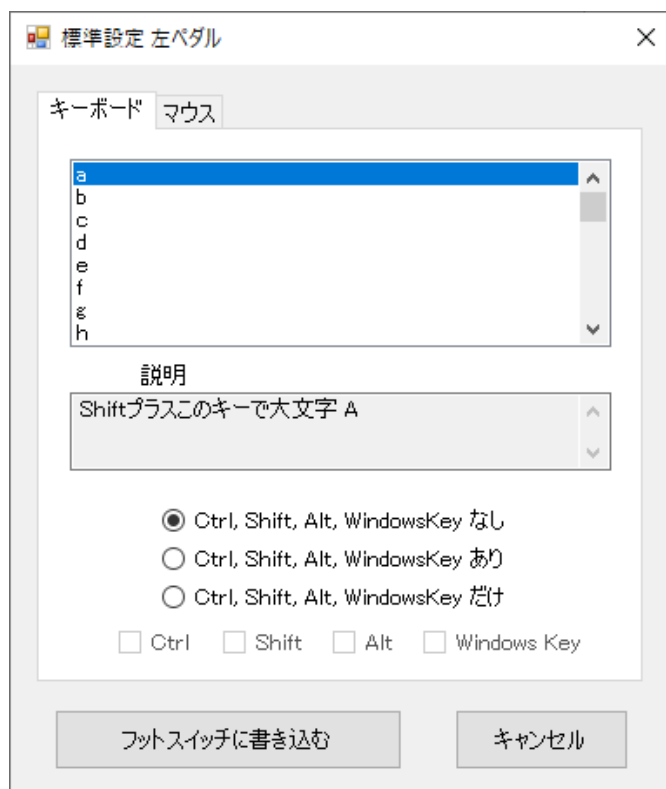 標準設定 左ペダル
キーボード マウス
a
b
c
d
e
f
g
h
説明
Shiftプラスこのキーで大文字 A
Ctrl, Shift, Alt, WindowsKey なし
Ctrl, Shift, Alt, WindowsKey あり
Ctrl, Shift, Alt, WindowsKey だけ
Ctrl Shift Alt Windows Key
フットスイッチに書き込む キャンセル